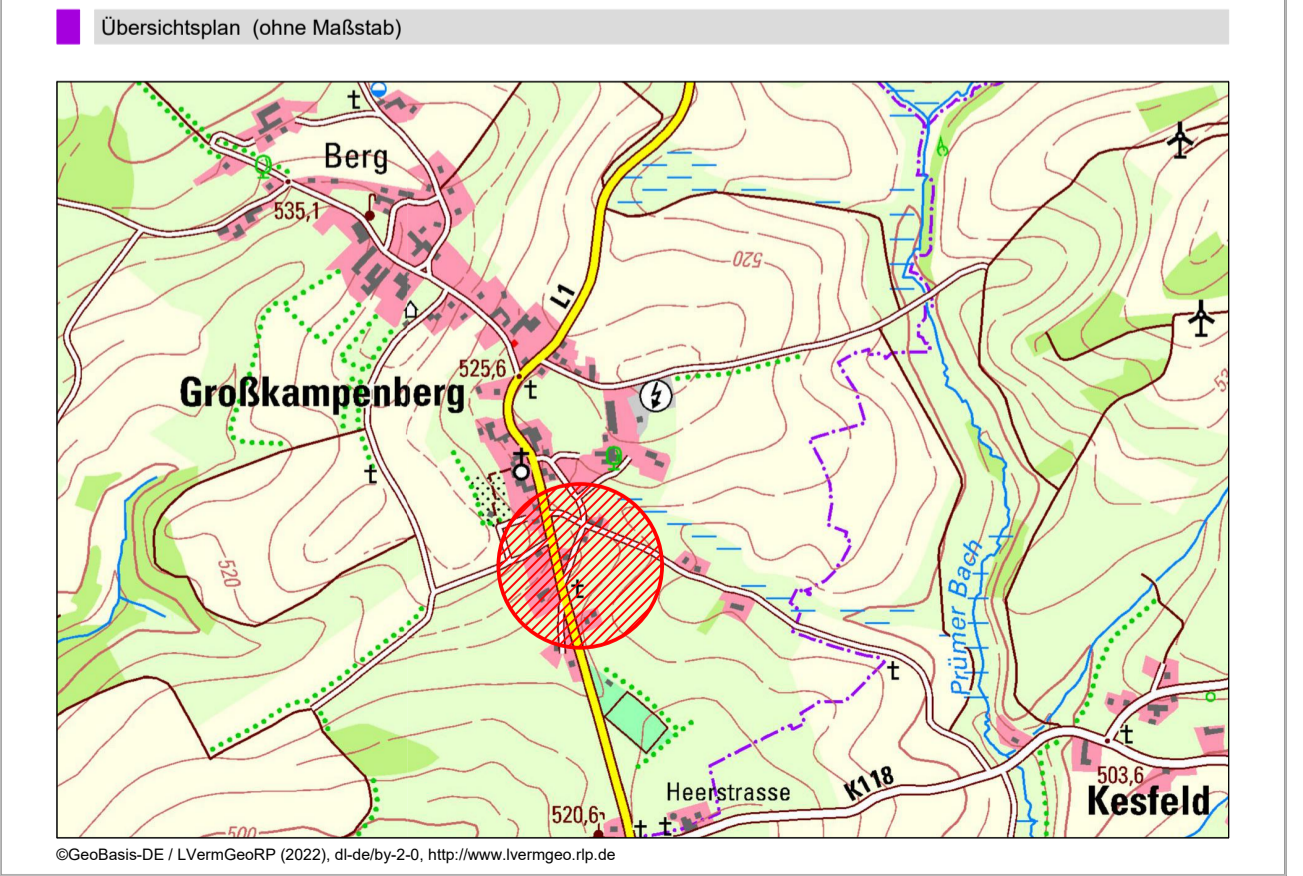 Übersichtsplan (ohne Maßstab)
Berg
535,1
L1
520
525,6
Großkampenberg
520
Prümer Bach
Heerstrasse
K118
503,6
Kesfeld
520,6
500
©GeoBasis-DE / LVermGeoRP (2022), dl-de/by-2-0, http://www.lvermgeo.rlp.de